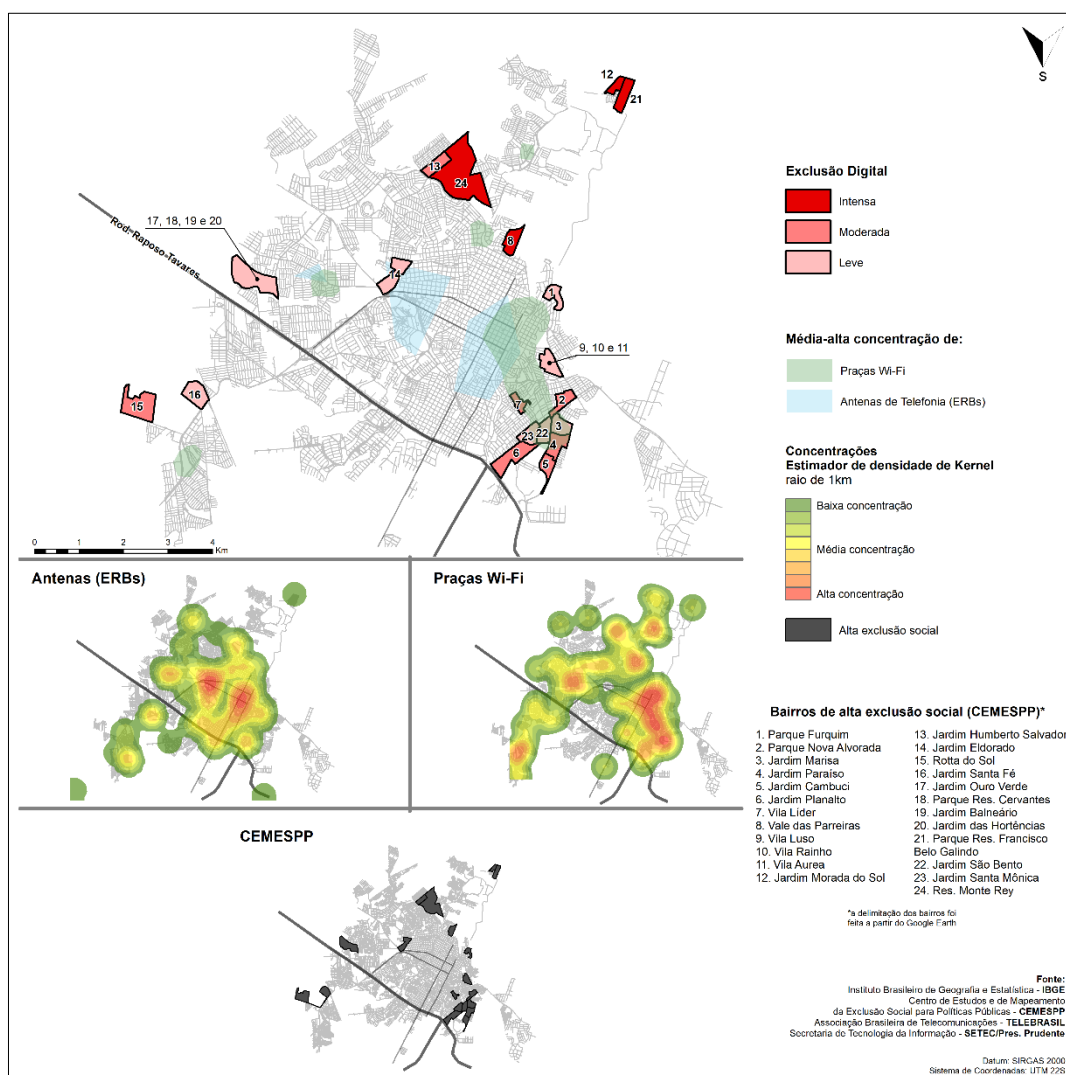 S
12
21
13
24
17, 18, 19 e 20
8
Rod. Raposo Tavares
14
1
9, 10 e 11
15
16
2
7
3
23
22
4
6
5
0 1 2 3 4
Km
Exclusão Digital
Intensa
Moderada
Leve
Média-alta concentração de:
Praças Wi-Fi
Antenas de Telefonia (ERBs)
Concentrações
Estimador de densidade de Kernel
raio de 1km
Baixa concentração
Média concentração
Alta concentração
Alta exclusão social
Antenas (ERBs)
Praças Wi-Fi
CEMESPP
Bairros de alta exclusão social (CEMESPP)*
1. Parque Furquim
2. Parque Nova Alvorada
3. Jardim Marisa
4. Jardim Paraíso
5. Jardim Cambuci
6. Jardim Planalto
7. Vila Líder
8. Vale das Parreiras
9. Vila Luso
10. Vila Rainho
11. Vila Aurea
12. Jardim Morada do Sol
13. Jardim Humberto Salvador
14. Jardim Eldorado
15. Rotta do Sol
16. Jardim Santa Fé
17. Jardim Ouro Verde
18. Parque Res. Cervantes
19. Jardim Balneário
20. Jardim das Hortências
21. Parque Res. Francisco
Belo Galindo
22. Jardim São Bento
23. Jardim Santa Mônica
24. Res. Monte Rey
*a delimitação dos bairros foi
feita a partir do Google Earth
Fonte:
Instituto Brasileiro de Geografia e Estatística - IBGE
Centro de Estudos e de Mapeamento
da Exclusão Social para Políticas Públicas - CEMESPP
Associação Brasileira de Telecomunicações - TELEBRASIL
Secretaria de Tecnologia da Informação - SETEC/Pres. Prudente
Datum: SIRGAS 2000
Sistema de Coordenadas: UTM 22S